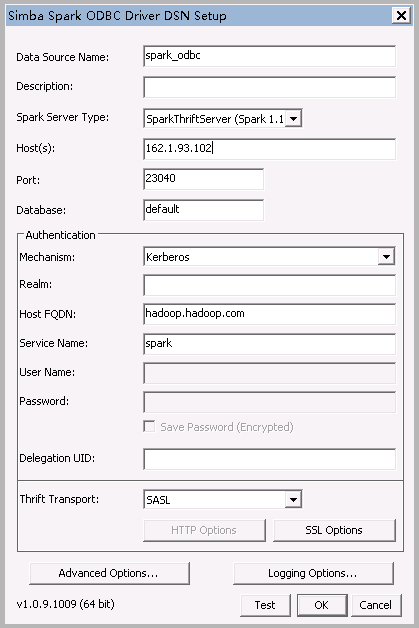 Simba Spark ODBC Driver DSN Setup
Data Source Name: spark_odbc
Description:
Spark Server Type: SparkThriftServer (Spark 1.1
Host(s): 162.1.93.102
Port: 23040
Database: default
Authentication
Mechanism: Kerberos
Realm:
Host FQDN: hadoop.hadoop.com
Service Name: spark
User Name:
Password:
Save Password (Encrypted)
Delegation UID:
Thrift Transport: SASL
HTTP Options SSL Options
Advanced Options... Logging Options...
v1.0.9.1009 (64 bit) Test OK Cancel